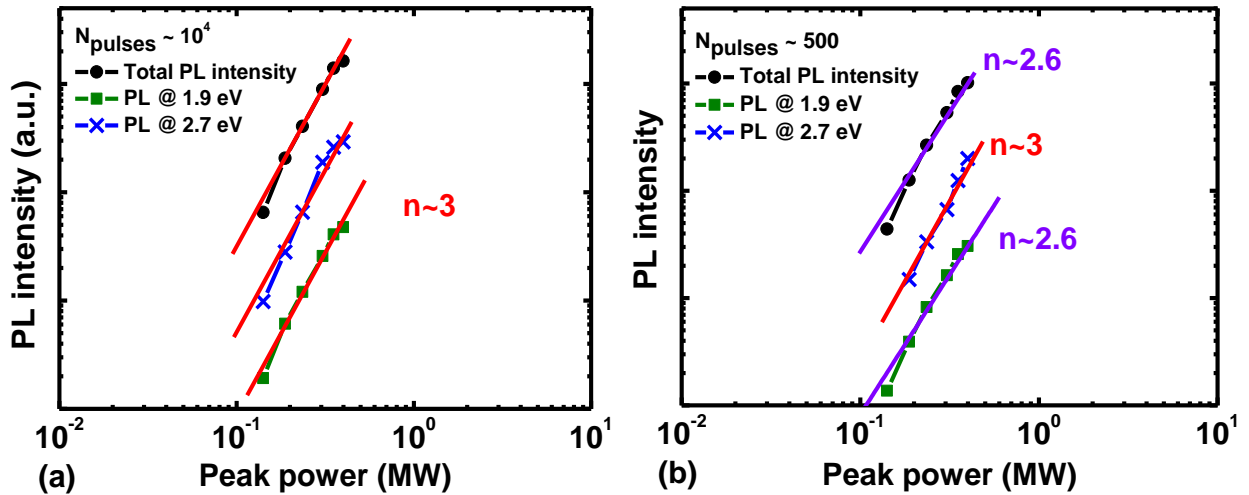 N_pulses ~ 10^4
Total PL intensity
PL @ 1.9 eV
PL @ 2.7 eV
n~3
PL intensity (a.u.)
10^-2 10^-1 10^0 10^1
Peak power (MW)
(a)
N_pulses ~ 500
Total PL intensity
PL @ 1.9 eV
PL @ 2.7 eV
n~2.6
n~3
n~2.6
PL intensity
10^-2 10^-1 10^0 10^1
Peak power (MW)
(b)